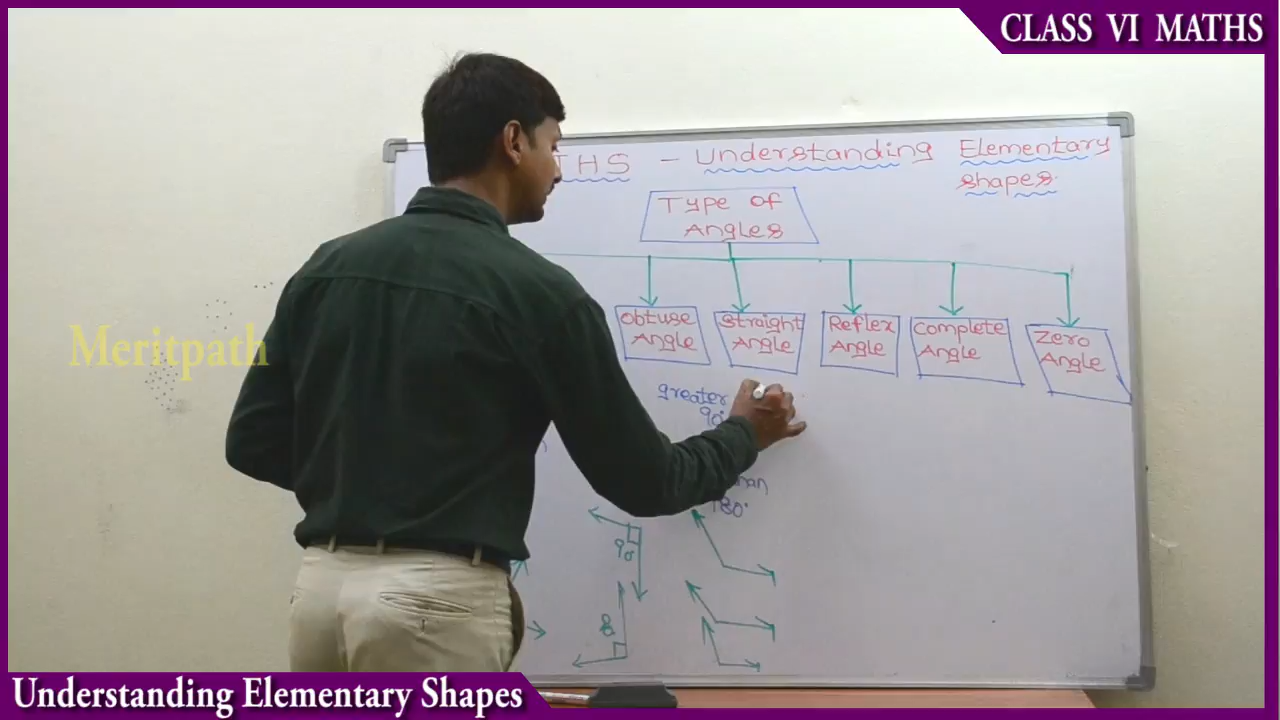 CLASS VI MATHS
THS - Understanding Elementary
shapes
Type of
Angles
Obtuse
Angle
Straight
Angle
Reflex
Angle
Complete
Angle
Zero
Angle
Meritpath
greater
90°
180°
90
Understanding Elementary Shapes